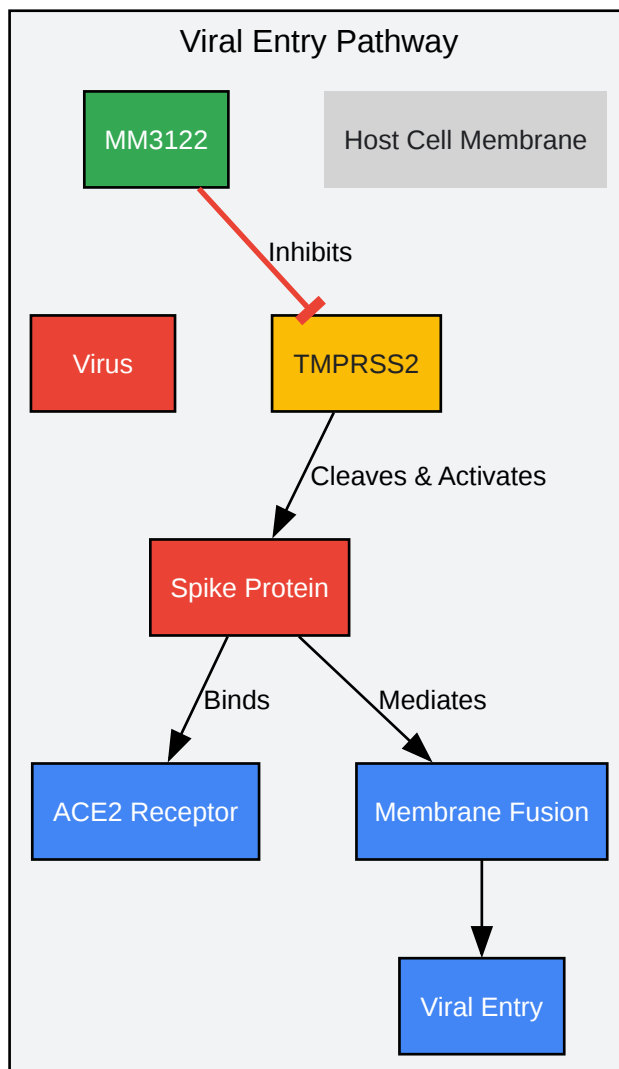 Viral Entry Pathway
MM3122
Host Cell Membrane
Inhibits
Virus
TMPRSS2
Cleaves & Activates
Spike Protein
Binds
Mediates
ACE2 Receptor
Membrane Fusion
Viral Entry